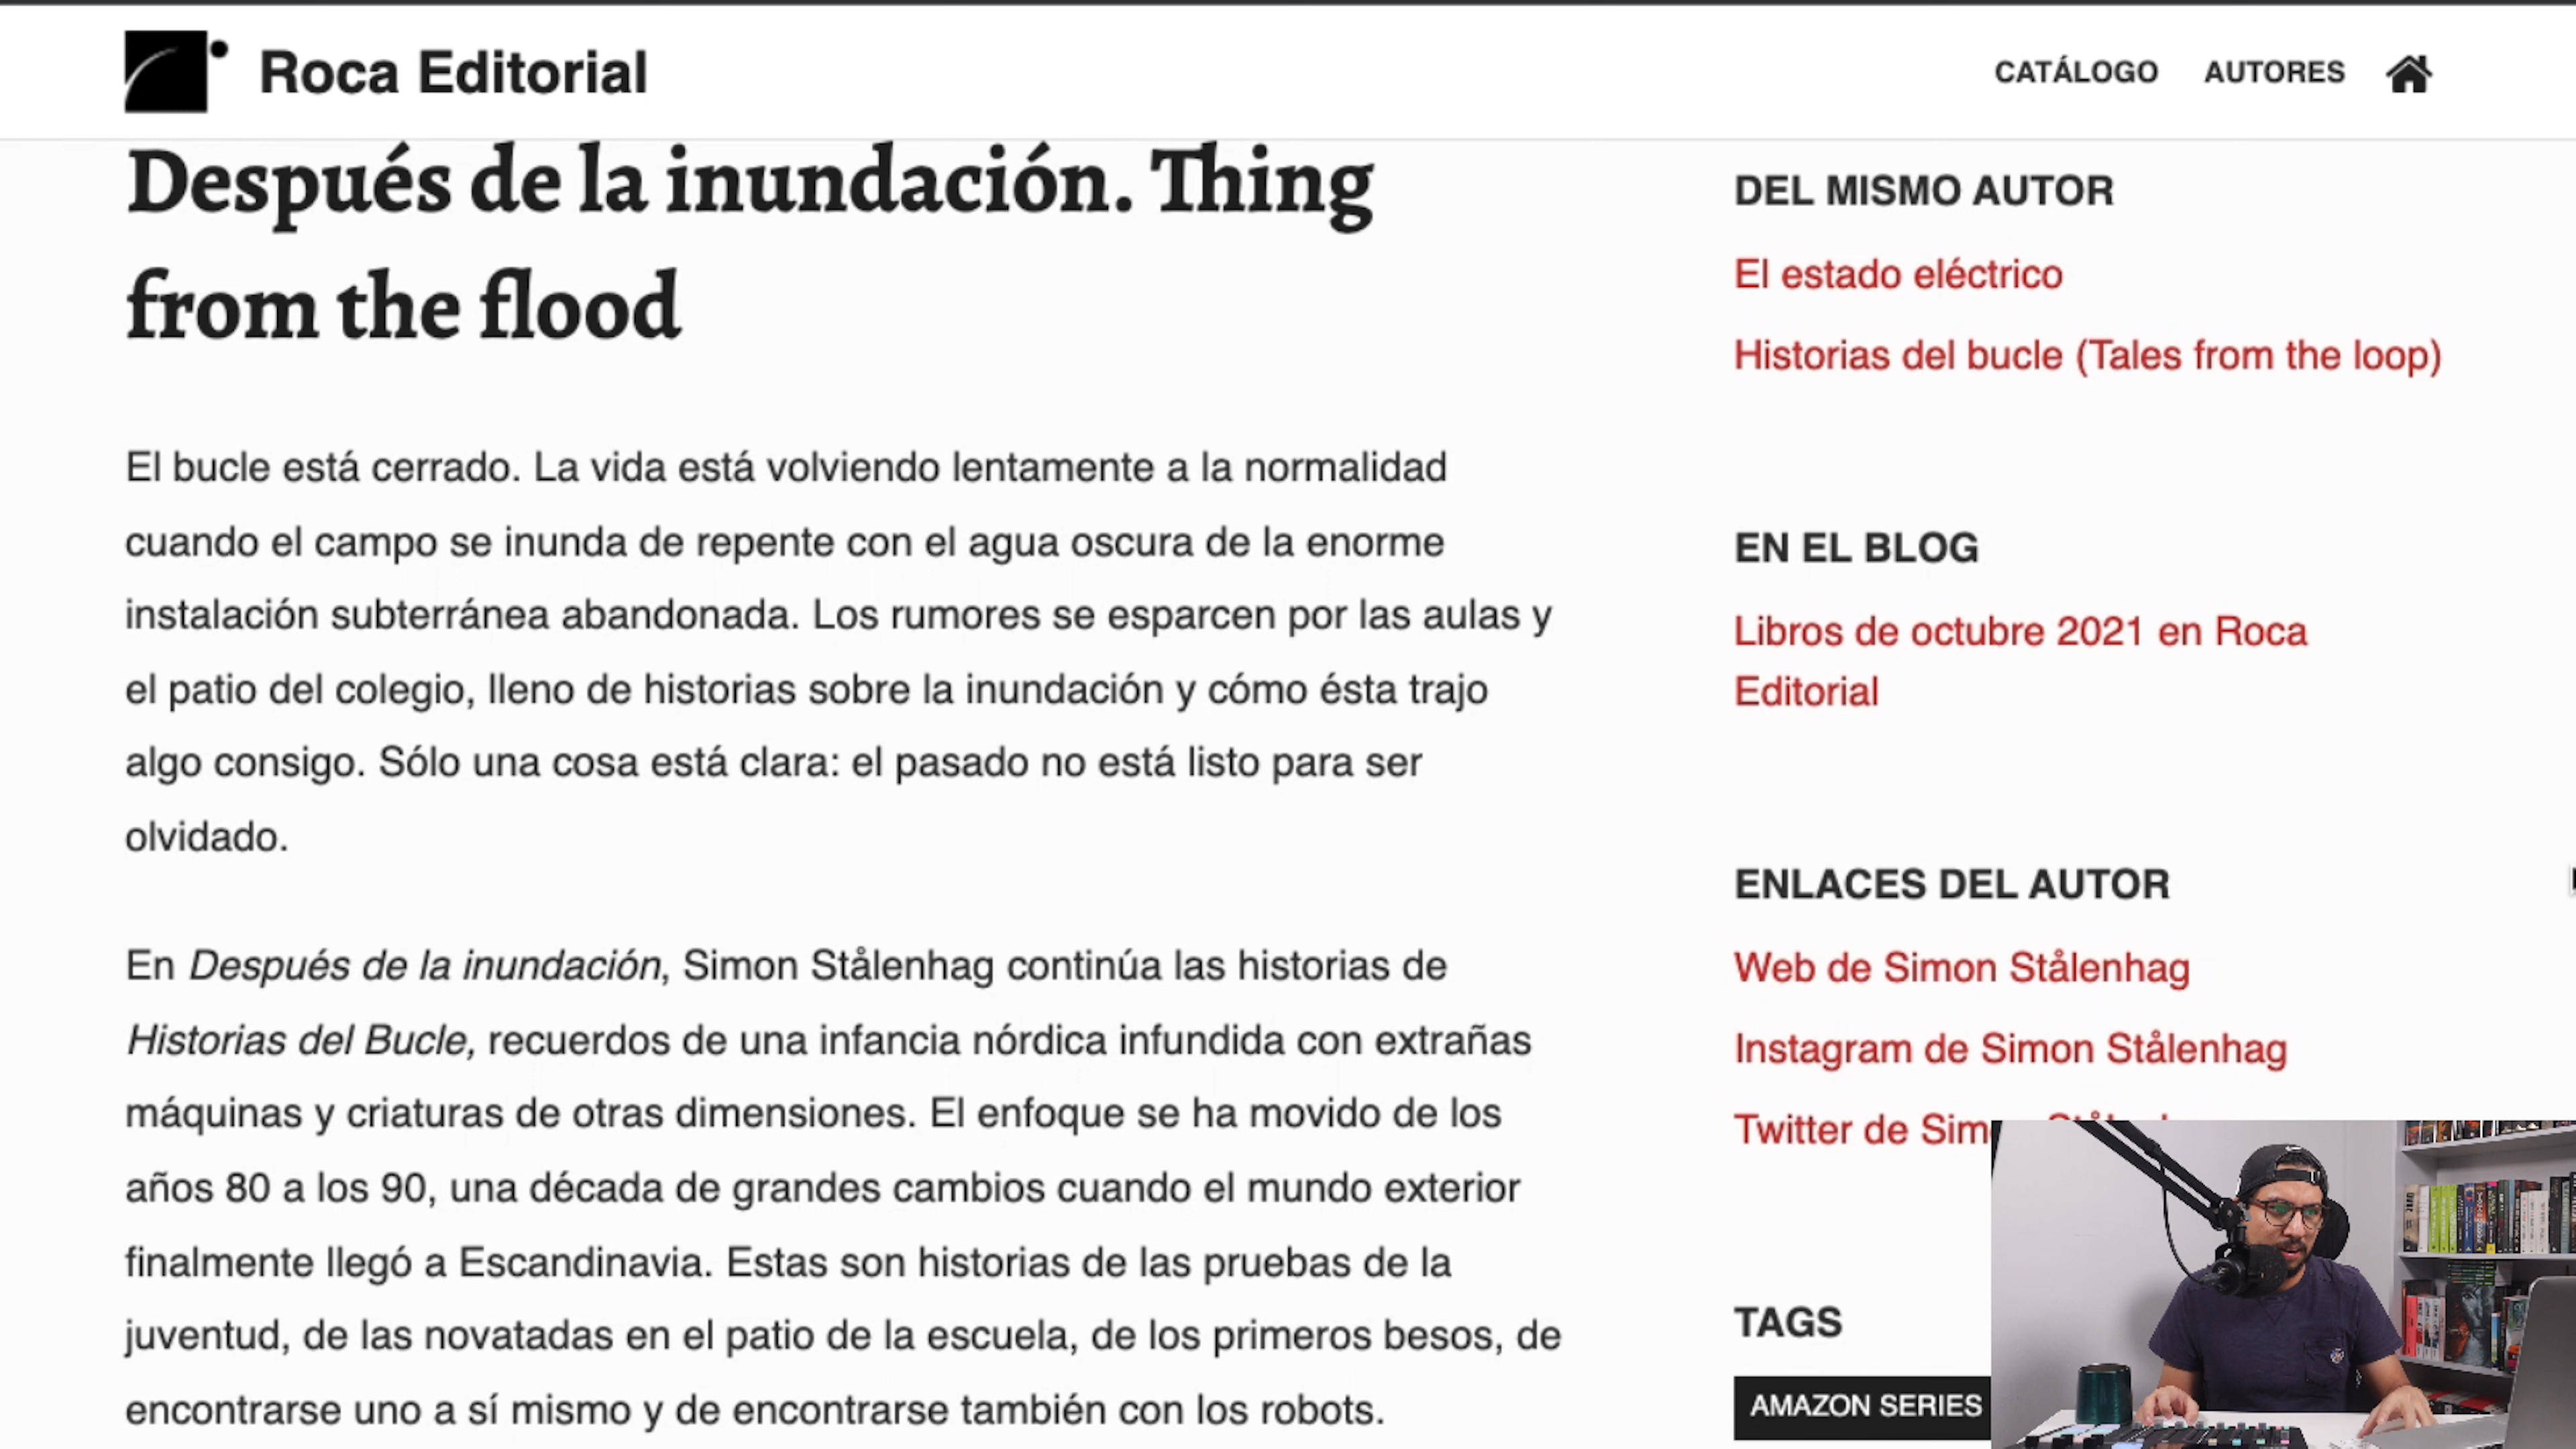 Roca Editorial
CATÁLOGO AUTORES
Después de la inundación. Thing
from the flood
El bucle está cerrado. La vida está volviendo lentamente a la normalidad
cuando el campo se inunda de repente con el agua oscura de la enorme
instalación subterránea abandonada. Los rumores se esparcen por las aulas y
el patio del colegio, lleno de historias sobre la inundación y cómo ésta trajo
algo consigo. Sólo una cosa está clara: el pasado no está listo para ser
olvidado.
En Después de la inundación, Simon Stålenhag continúa las historias de
Historias del Bucle, recuerdos de una infancia nórdica infundida con extrañas
máquinas y criaturas de otras dimensiones. El enfoque se ha movido de los
años 80 a los 90, una década de grandes cambios cuando el mundo exterior
finalmente llegó a Escandinavia. Estas son historias de las pruebas de la
juventud, de las novatadas en el patio de la escuela, de los primeros besos, de
encontrarse uno a sí mismo y de encontrarse también con los robots.
DEL MISMO AUTOR
El estado eléctrico
Historias del bucle (Tales from the loop)
EN EL BLOG
Libros de octubre 2021 en Roca
Editorial
ENLACES DEL AUTOR
Web de Simon Stålenhag
Instagram de Simon Stålenhag
Twitter de Sim
TAGS
AMAZON SERIES